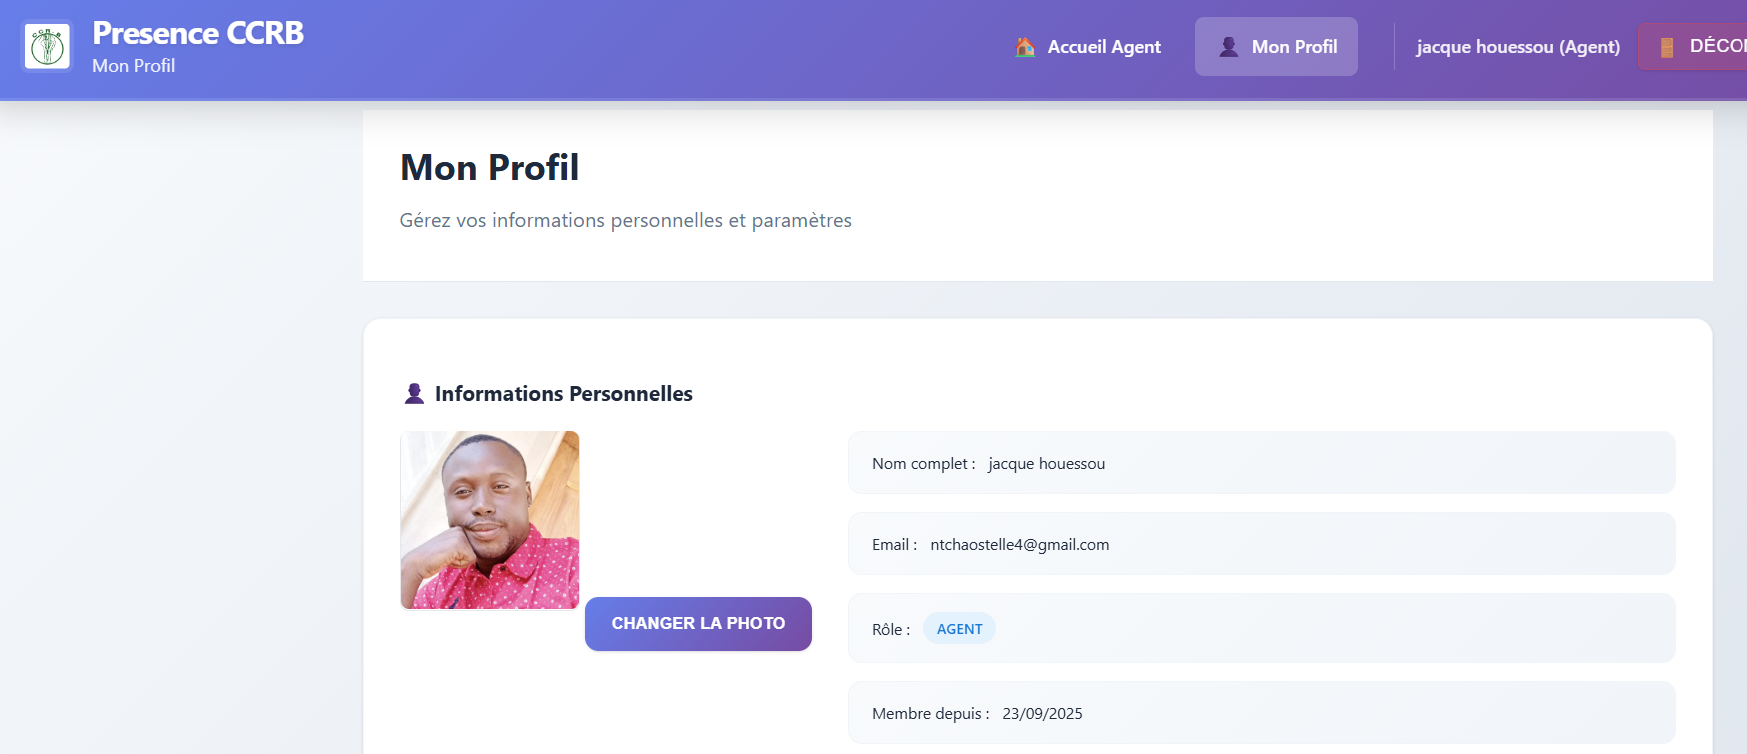 CCRB
Presence CCRB
Mon Profil
Accueil Agent
Mon Profil
jacque houessou (Agent)
DÉCO
Mon Profil
Gérez vos informations personnelles et paramètres
Informations Personnelles
CHANGER LA PHOTO
Nom complet : jacque houessou
Email : ntchaostelle4@gmail.com
Rôle : AGENT
Membre depuis : 23/09/2025